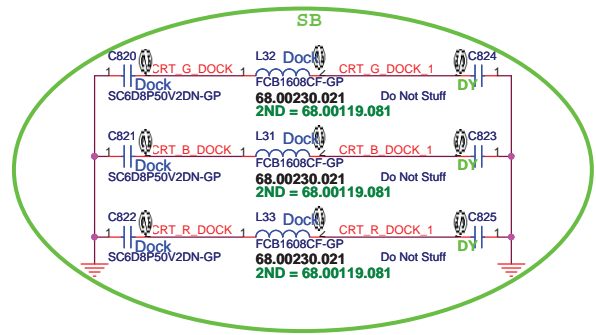 SB
C820 L32 Dock C824
1 CRT_G_DOCK 1 2 CRT_G_DOCK_1 1
Dock FCB1608CF-GP DY
SC6D8P50V2DN-GP 68.00230.021 Do Not Stuff
2ND = 68.00119.081
C821 L31 Dock C823
1 CRT_B_DOCK 1 2 CRT_B_DOCK_1 1
Dock FCB1608CF-GP DY
SC6D8P50V2DN-GP 68.00230.021 Do Not Stuff
2ND = 68.00119.081
C822 L33 Dock C825
1 CRT_R_DOCK 1 CRT_R_DOCK_1 1
Dock FCB1608CF-GP DY
SC6D8P50V2DN-GP 68.00230.021 Do Not Stuff
2ND = 68.00119.081